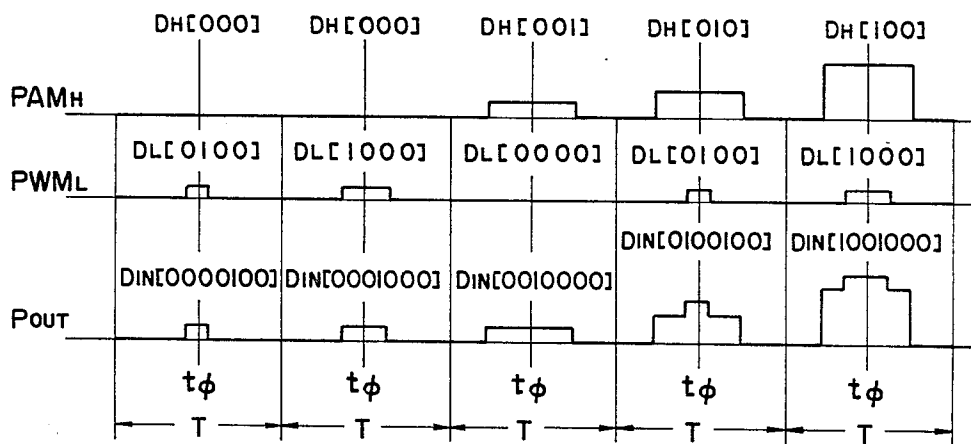 DH[000] DH[000] DH[001] DH[010] DH[100]
PAMH
DL[0100] DL[1000] DL[0000] DL[0100] DL[1000]
PWML
DIN[0100100] DIN[1001000]
DIN[0000100] DIN[0001000] DIN[0010000]
POUT
tφ tφ tφ tφ tφ
T T T T T